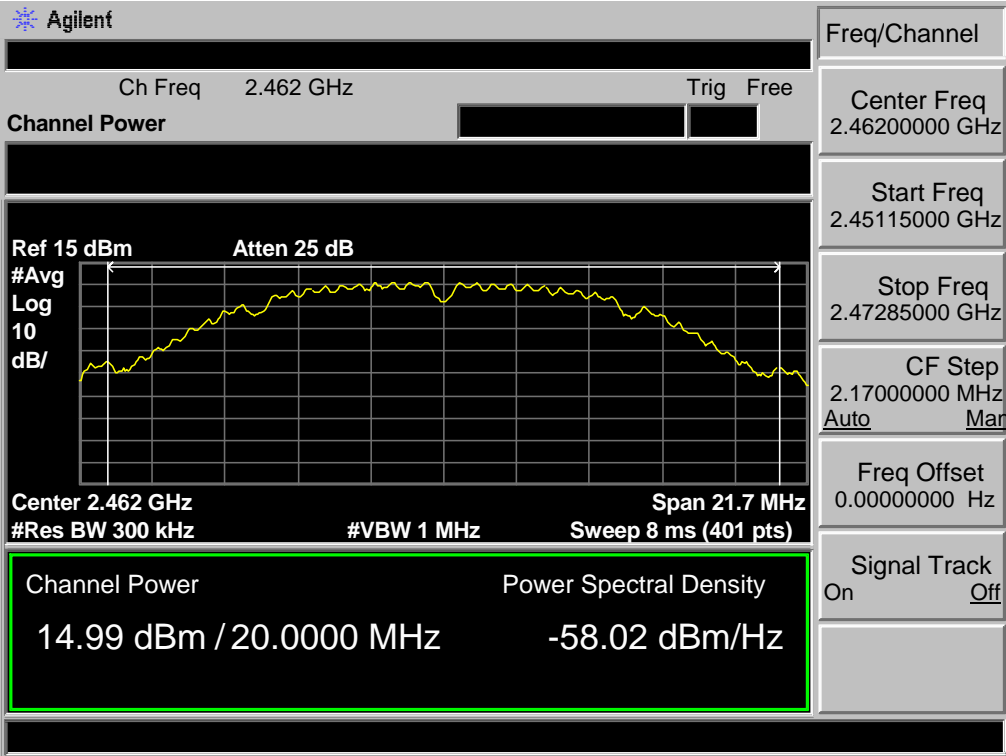 Agilent
Freq/Channel
Ch Freq 2.462 GHz Trig Free
Channel Power
Center Freq
2.46200000 GHz
Start Freq
2.45115000 GHz
Ref 15 dBm Atten 25 dB
#Avg
Log
10
dB/
Stop Freq
2.47285000 GHz
CF Step
2.17000000 MHz
Auto Man
Freq Offset
0.00000000 Hz
Center 2.462 GHz Span 21.7 MHz
#Res BW 300 kHz #VBW 1 MHz Sweep 8 ms (401 pts)
Signal Track
On Off
Channel Power Power Spectral Density
14.99 dBm / 20.0000 MHz -58.02 dBm/Hz